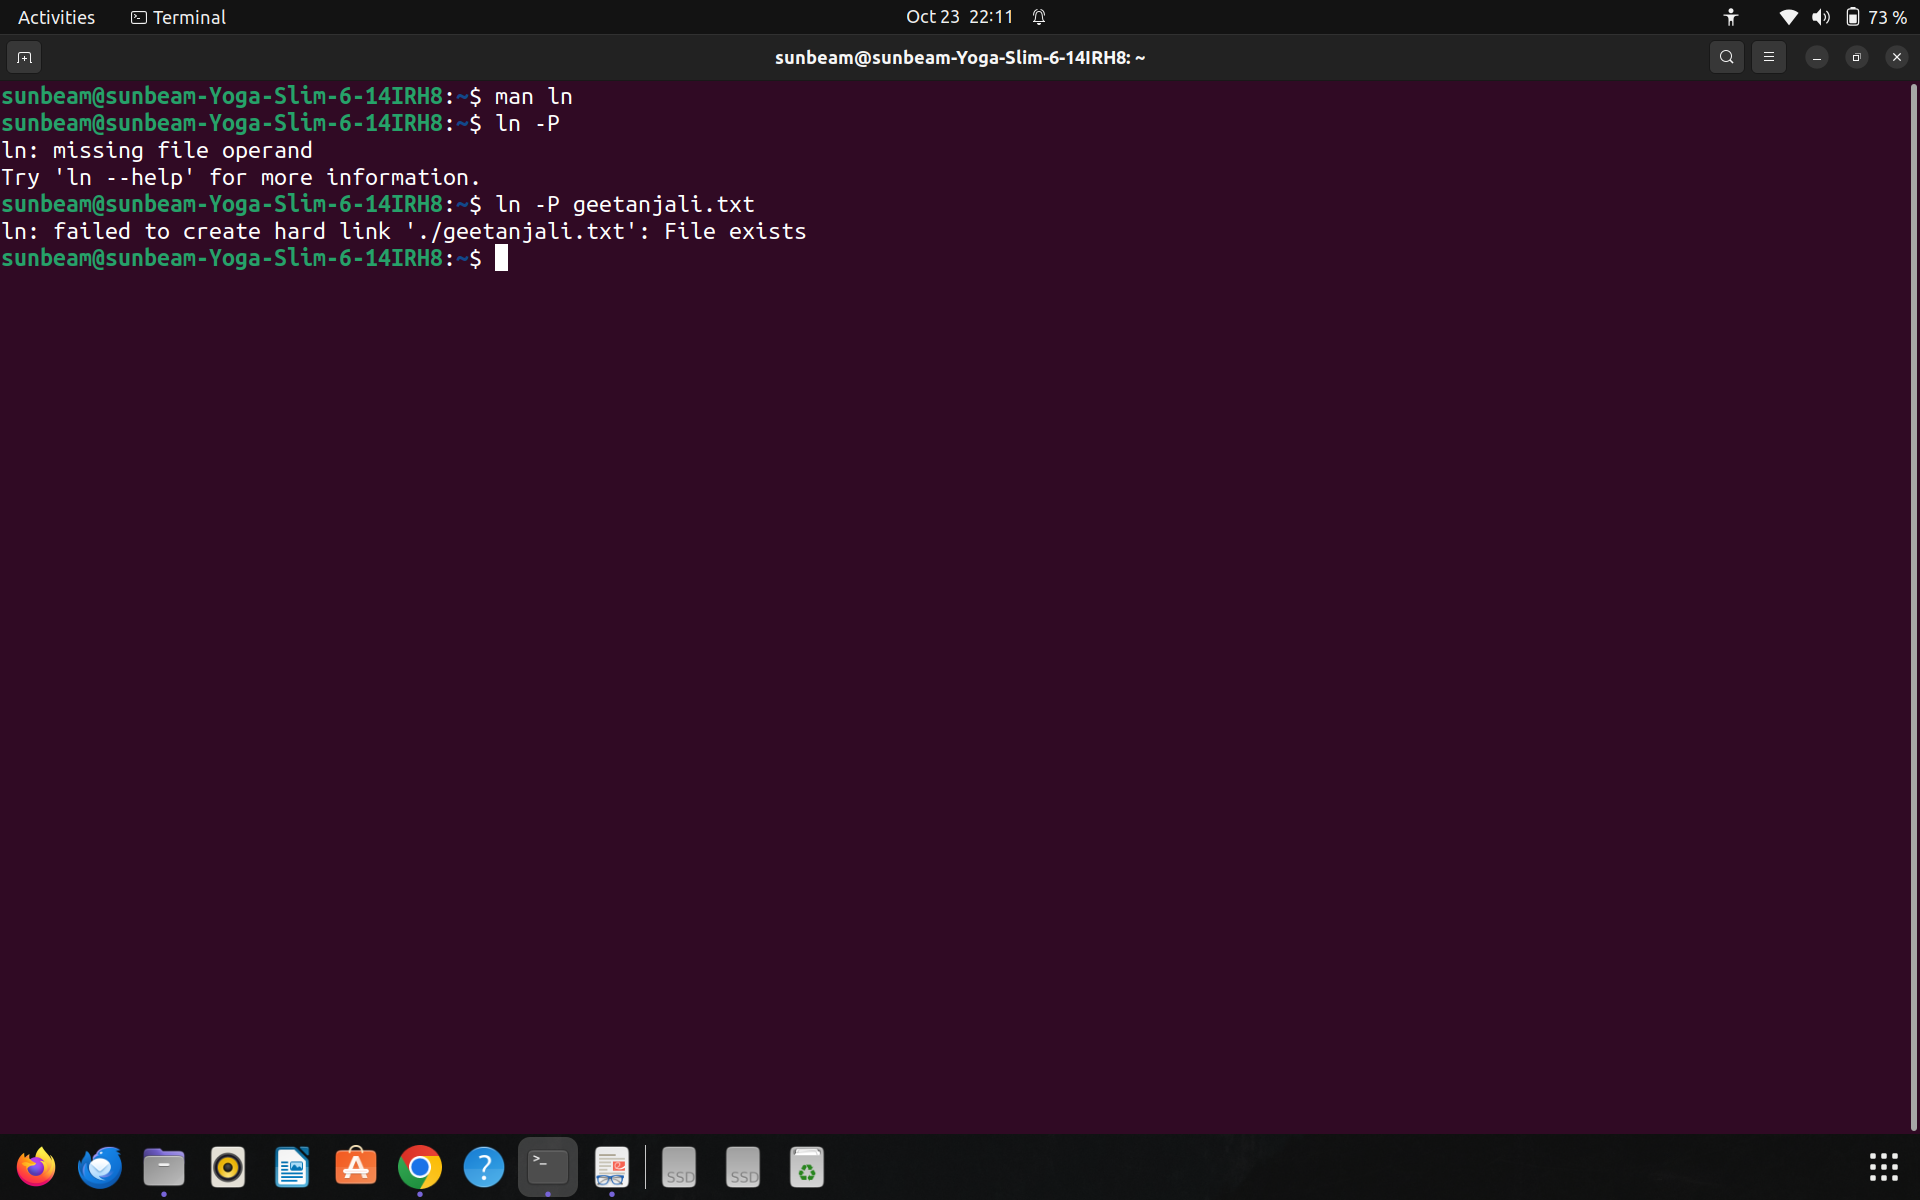 Activities Terminal Oct 23 22:11 73 %
sunbeam@sunbeam-Yoga-Slim-6-14IRH8: ~
sunbeam@sunbeam-Yoga-Slim-6-14IRH8:~$ man ln
sunbeam@sunbeam-Yoga-Slim-6-14IRH8:~$ ln -P
ln: missing file operand
Try 'ln --help' for more information.
sunbeam@sunbeam-Yoga-Slim-6-14IRH8:~$ ln -P geetanjali.txt
ln: failed to create hard link './geetanjali.txt': File exists
sunbeam@sunbeam-Yoga-Slim-6-14IRH8:~$
SSD SSD